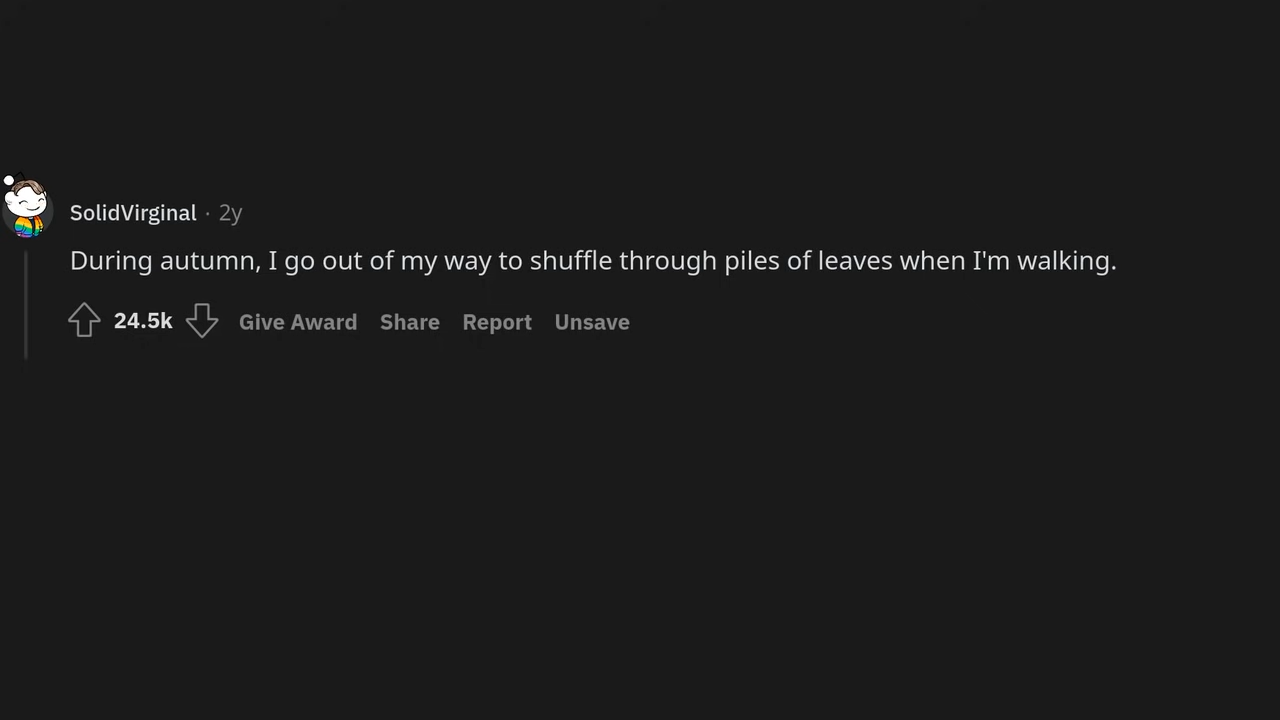 SolidVirginal · 2y
During autumn, I go out of my way to shuffle through piles of leaves when I'm walking.
24.5k Give Award Share Report Unsave